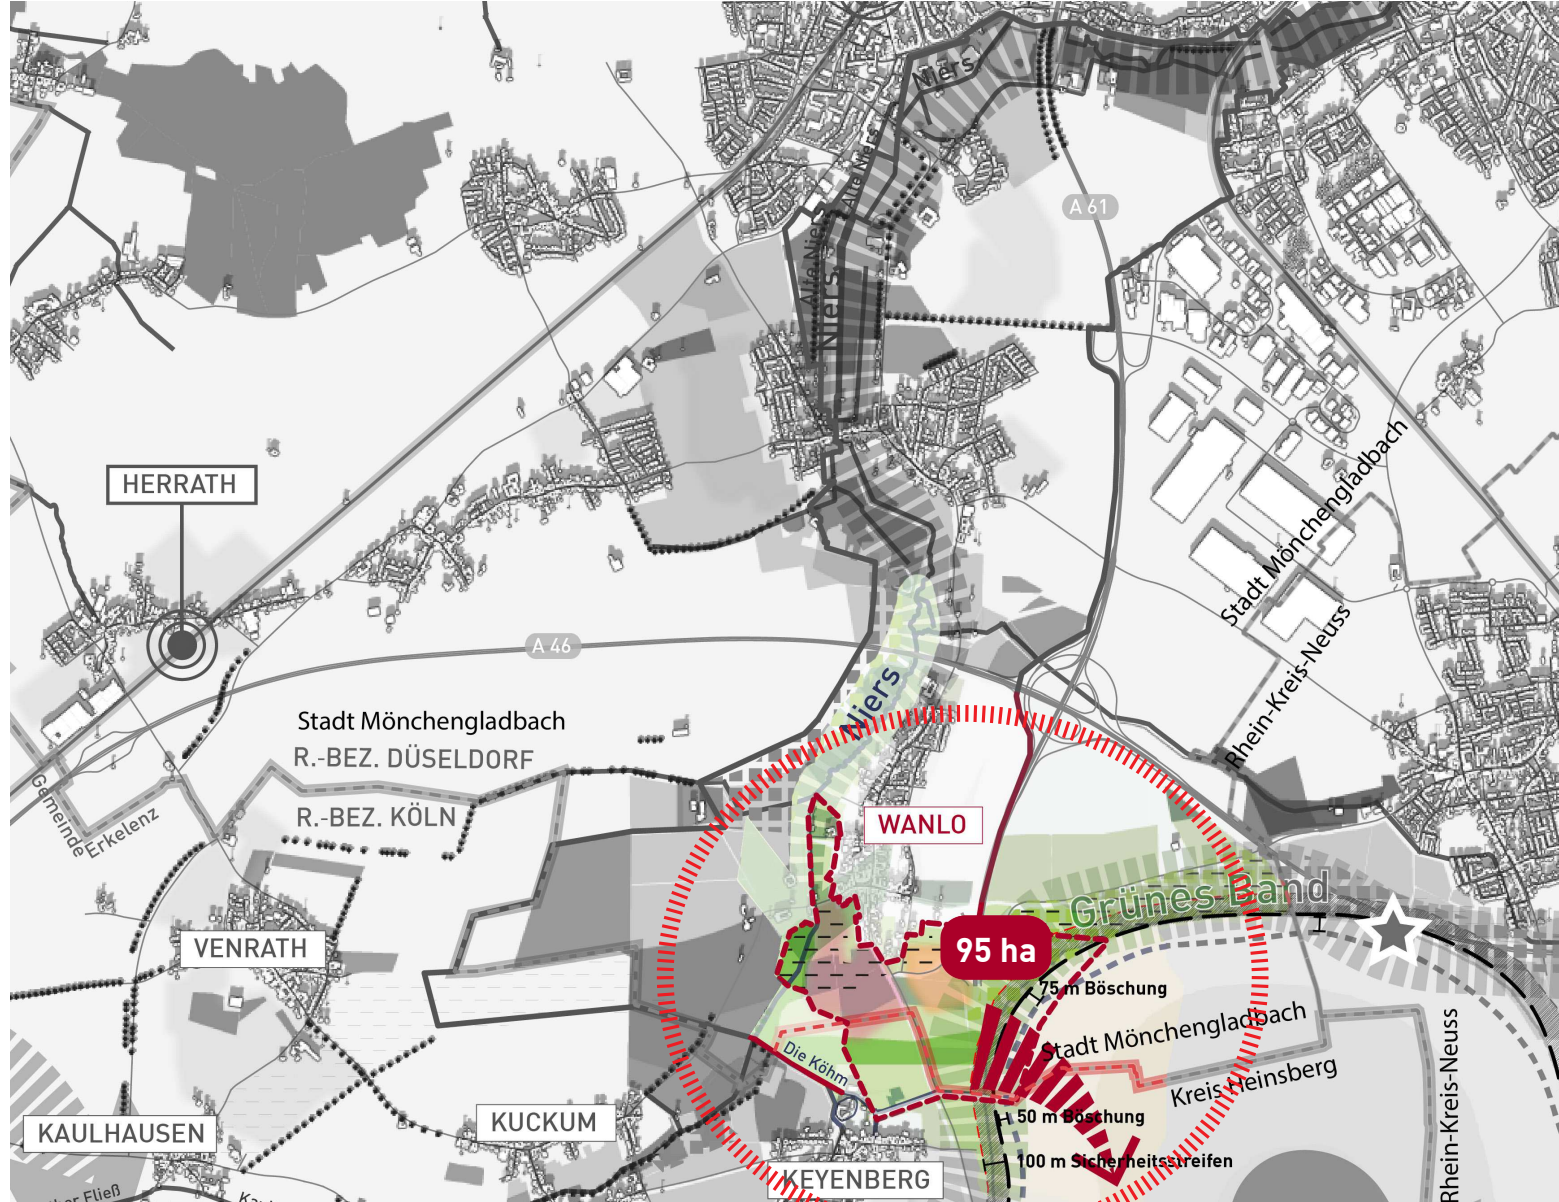 Niers
Alte Niers
A 61
Alte Niers
Niers
HERRATH
Stadt Mönchengladbach
A 46
Rhein-Kreis-Neuss
Niers
Stadt Mönchengladbach
R.-BEZ. DÜSELDORF
R.-BEZ. KÖLN
Gemeinde
Erkelenz
WANLO
Grünes Band
VENRATH
95 ha
75 m Böschung
Stadt Mönchengladbach
Kreis Heinsberg
Rhein-Kreis-Neuss
Die Köhm
KAULHAUSEN
KUCKUM
50 m Böschung
100 m Sicherheitsstreifen
KEYENBERG
Fließ